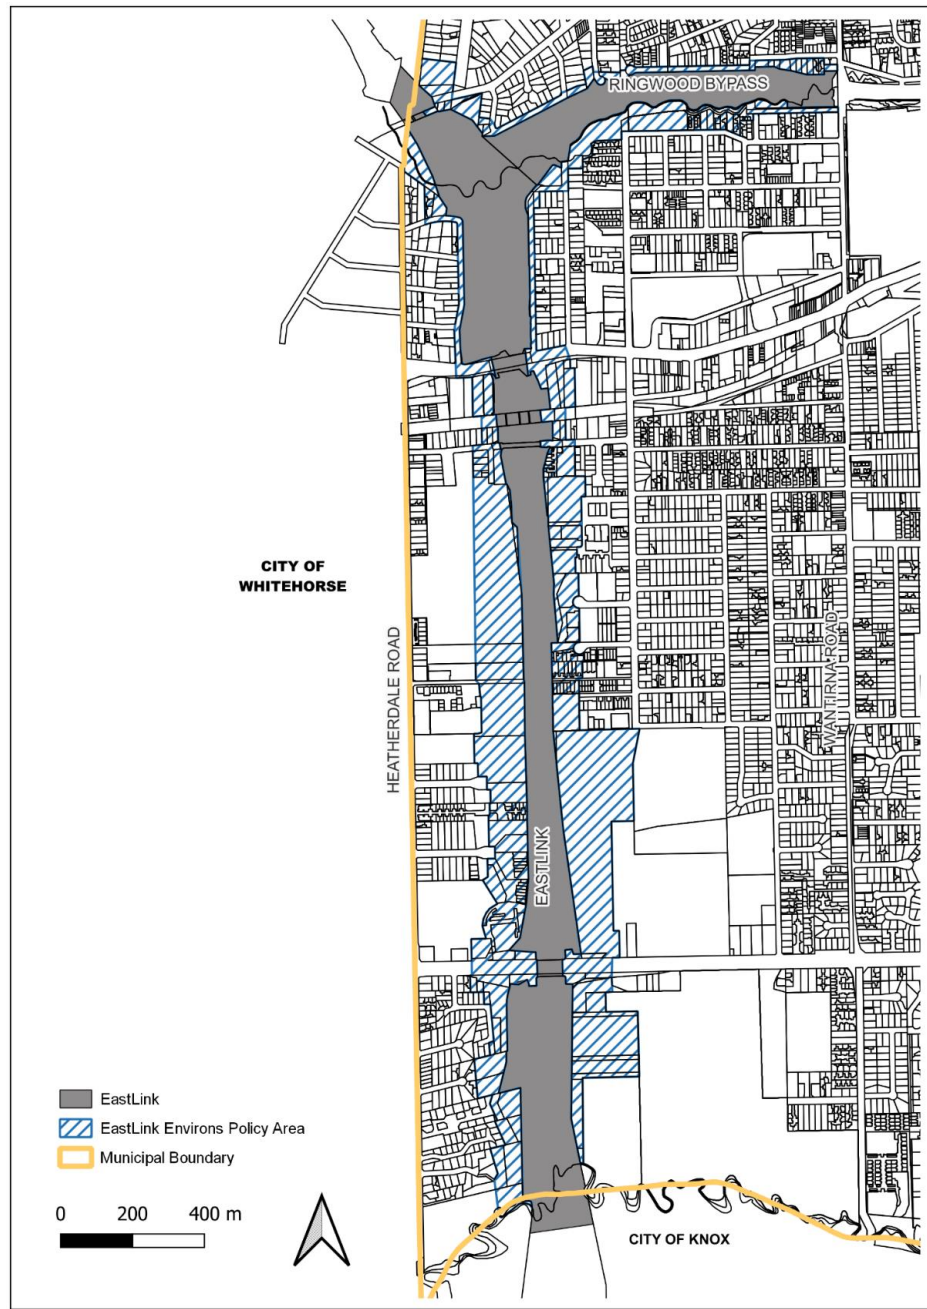 RINGWOOD BYPASS
CITY OF
WHITEHORSE
HEATHERDALE ROAD
WANTIRNA ROAD
EASTLINK
EastLink
EastLink Environs Policy Area
Municipal Boundary
0 200 400 m
CITY OF KNOX